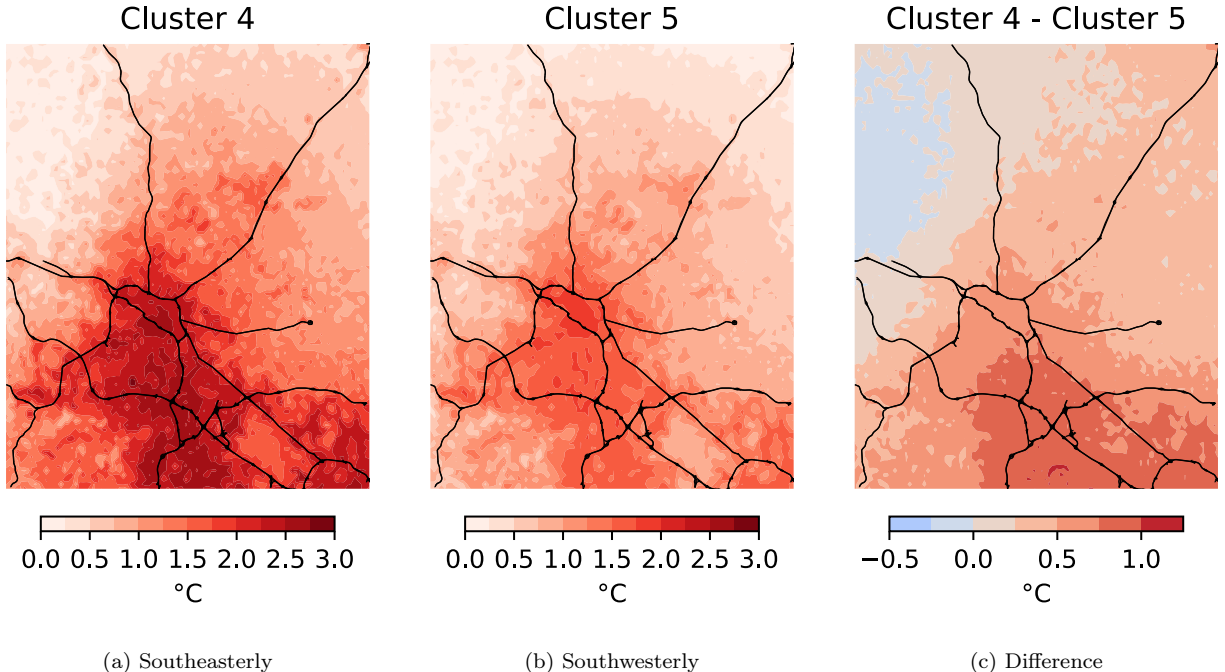 Cluster 4
Cluster 5
Cluster 4 - Cluster 5
0.0 0.5 1.0 1.5 2.0 2.5 3.0
°C
0.0 0.5 1.0 1.5 2.0 2.5 3.0
°C
−0.5 0.0 0.5 1.0
°C
(a) Southeasterly
(b) Southwesterly
(c) Difference